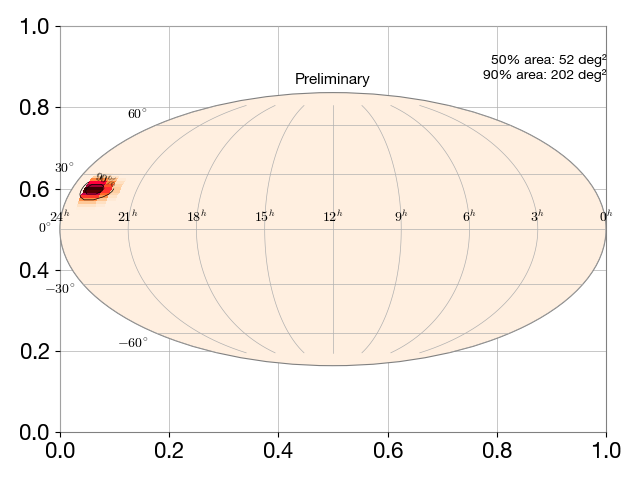 1.0
50% area: 52 deg²
90% area: 202 deg²
Preliminary
0.8
60°
30°
0.6
90%
24h 21h 18h 15h 12h 9h 6h 3h 0h
0°
0.4
−30°
−60°
0.2
0.0
0.0 0.2 0.4 0.6 0.8 1.0